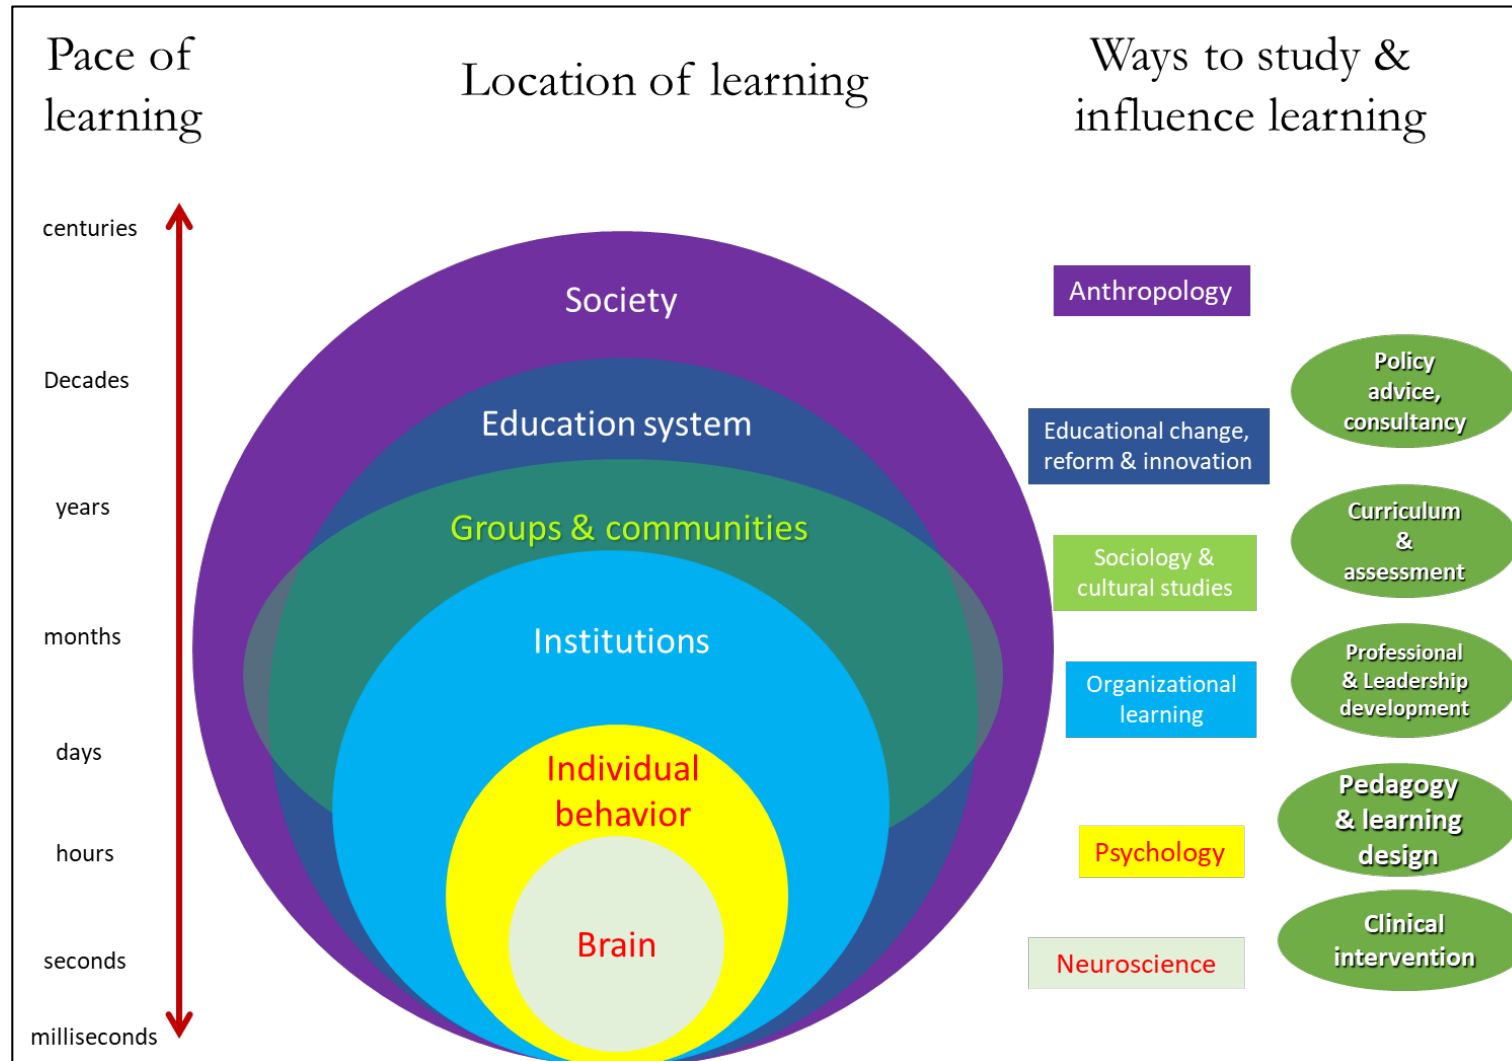 Pace of
learning
Location of learning
Ways to study &
influence learning
centuries
Decades
years
months
days
hours
seconds
milliseconds
Society
Education system
Groups & communities
Institutions
Individual
behavior
Brain
Anthropology
Educational change,
reform & innovation
Sociology &
cultural studies
Organizational
learning
Psychology
Neuroscience
Policy
advice,
consultancy
Curriculum
&
assessment
Professional
& Leadership
development
Pedagogy
& learning
design
Clinical
intervention